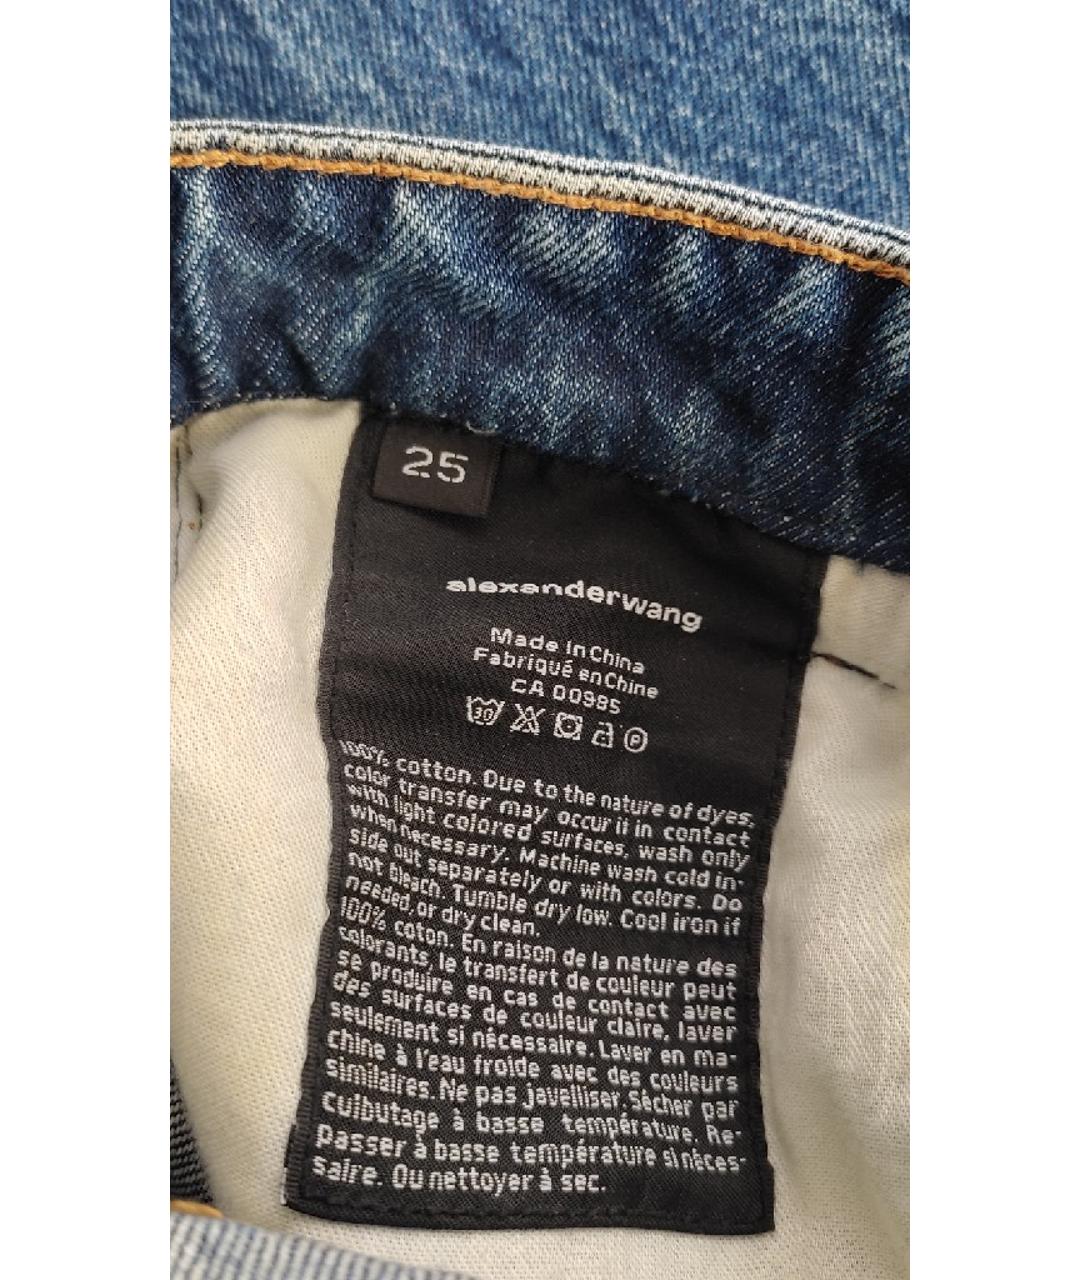 25
alexanderwang
Made in China
Fabriqué en Chine
CA 00985
30
P
100% cotton. Due to the nature of dyes,
color transfer may occur if in contact
with light colored surfaces, wash only
when necessary. Machine wash cold in-
side out separately or with colors. Do
not bleach. Tumble dry low. Cool iron if
needed, or dry clean.
100% coton. En raison de la nature des
colorants, le transfert de couleur peut
se produire en cas de contact avec
des surfaces de couleur claire, laver
seulement si nécessaire. Laver en ma-
chine à l'eau froide avec des couleurs
similaires. Ne pas javelliser. Sécher par
culbutage à basse température. Re-
passer à basse température si néces-
saire. Ou nettoyer à sec.